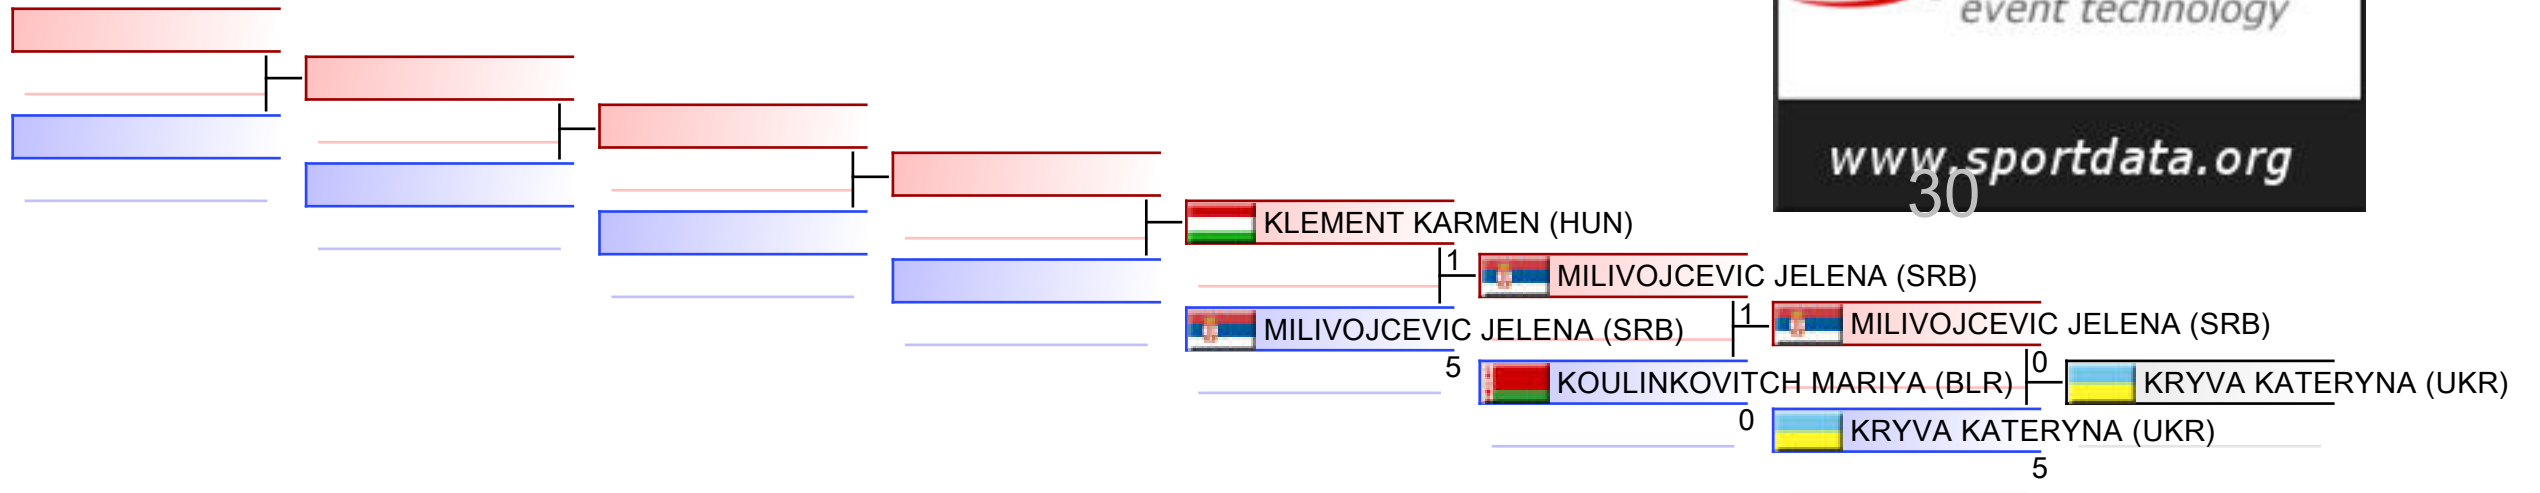 event technology
www.sportdata.org
30
KLEMENT KARMEN (HUN)
1
MILIVOJCEVIC JELENA (SRB)
MILIVOJCEVIC JELENA (SRB)
5
1
MILIVOJCEVIC JELENA (SRB)
KOULINKOVITCH MARIYA (BLR)
0
0
KRYVA KATERYNA (UKR)
KRYVA KATERYNA (UKR)
5